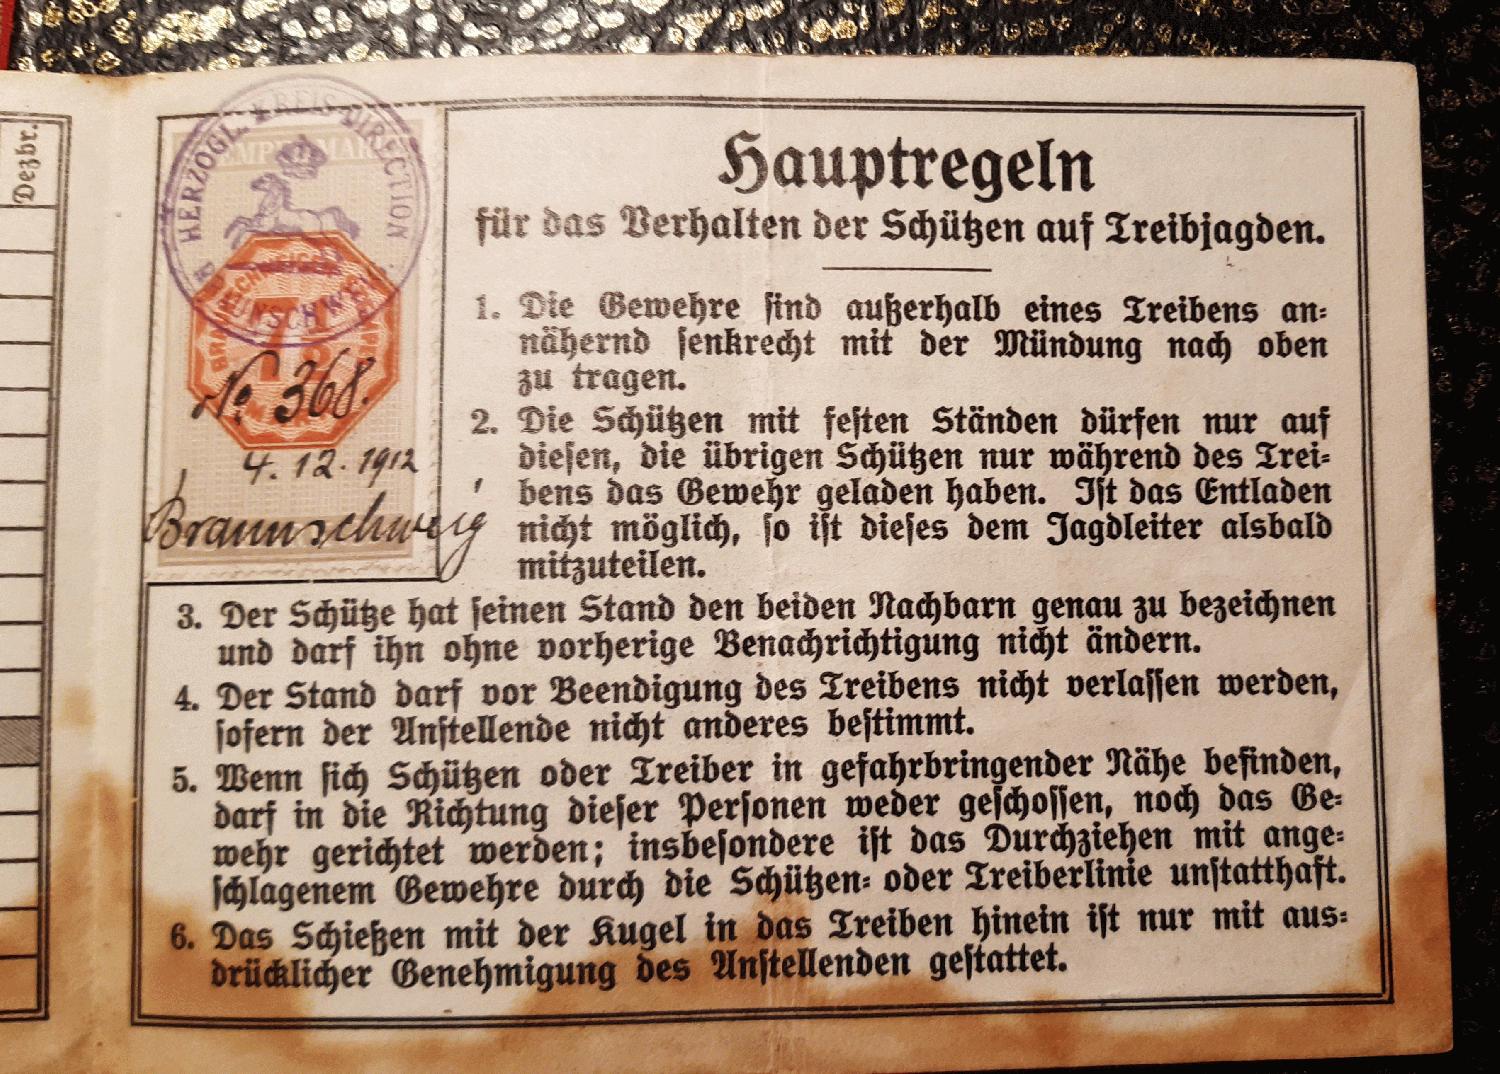 Dezbr.
HERZOGL. KREIS-DIRECTION
BRAUNSCHWEIG
STEMPELMARKE
No. 368.
4. 12. 1912
Braunschweig
Hauptregeln
für das Verhalten der Schützen auf Treibjagden.
1. Die Gewehre sind außerhalb eines Treibens an-
nähernd senkrecht mit der Mündung nach oben
zu tragen.
2. Die Schützen mit festen Ständen dürfen nur auf
diesen, die übrigen Schützen nur während des Trei-
bens das Gewehr geladen haben. Ist das Entladen
nicht möglich, so ist dieses dem Jagdleiter alsbald
mitzuteilen.
3. Der Schütze hat seinen Stand den beiden Nachbarn genau zu bezeichnen
und darf ihn ohne vorherige Benachrichtigung nicht ändern.
4. Der Stand darf vor Beendigung des Treibens nicht verlassen werden,
sofern der Anstellende nicht anderes bestimmt.
5. Wenn sich Schützen oder Treiber in gefahrbringender Nähe befinden,
darf in die Richtung dieser Personen weder geschossen, noch das Ge-
wehr gerichtet werden; insbesondere ist das Durchziehen mit ange-
schlagenem Gewehre durch die Schützen- oder Treiberlinie unstatthaft.
6. Das Schießen mit der Kugel in das Treiben hinein ist nur mit aus-
drücklicher Genehmigung des Anstellenden gestattet.